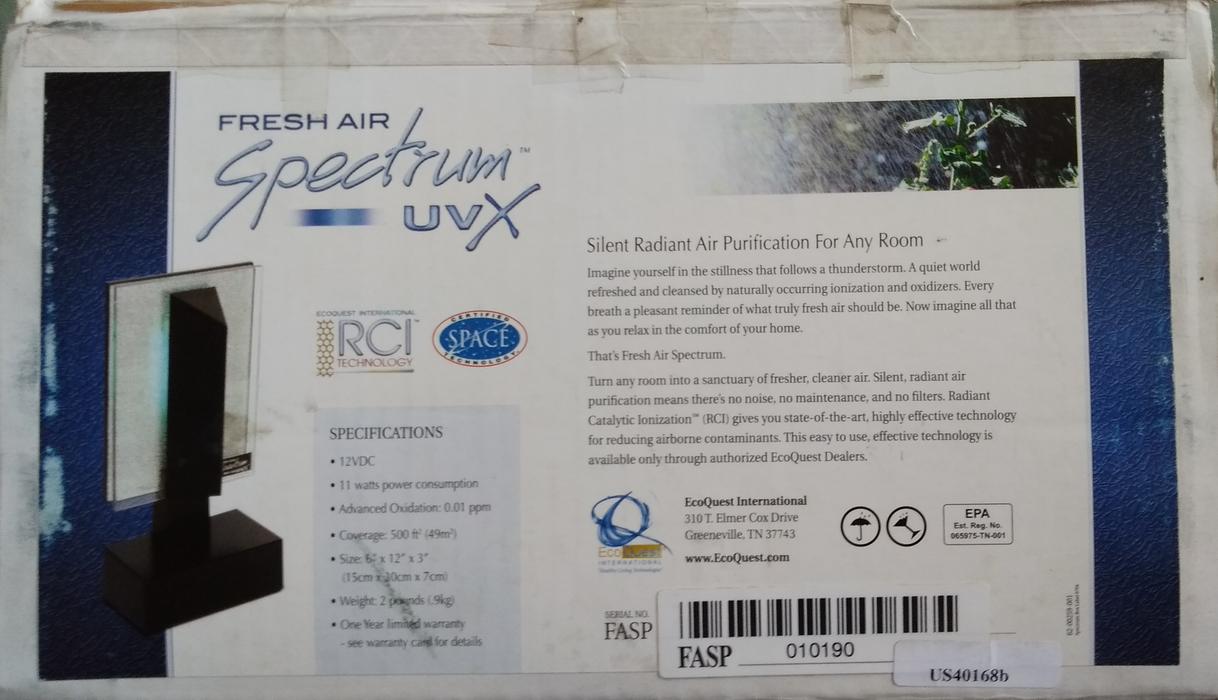 FRESH AIR
Spectrum™
UVX
ECOQUEST INTERNATIONAL
RCI™
TECHNOLOGY
CERTIFIED
SPACE
TECHNOLOGY
SPECIFICATIONS
• 12VDC
• 11 watts power consumption
• Advanced Oxidation: 0.01 ppm
• Coverage: 500 ft² (49m²)
• Size: 6" x 12" x 3"
(15cm x 30cm x 7cm)
• Weight: 2 pounds (.9kg)
• One Year limited warranty
- see warranty card for details
Silent Radiant Air Purification For Any Room
Imagine yourself in the stillness that follows a thunderstorm. A quiet world
refreshed and cleansed by naturally occurring ionization and oxidizers. Every
breath a pleasant reminder of what truly fresh air should be. Now imagine all that
as you relax in the comfort of your home.
That's Fresh Air Spectrum.
Turn any room into a sanctuary of fresher, cleaner air. Silent, radiant air
purification means there's no noise, no maintenance, and no filters. Radiant
Catalytic Ionization℠ (RCI) gives you state-of-the-art, highly effective technology
for reducing airborne contaminants. This easy to use, effective technology is
available only through authorized EcoQuest Dealers.
EcoQuest
INTERNATIONAL
"Healthy Living Technologies"
EcoQuest International
310 T. Elmer Cox Drive
Greeneville, TN 37743
www.EcoQuest.com
EPA
Est. Reg. No.
065975-TN-001
SERIAL NO.
FASP
FASP 010190
US40168b